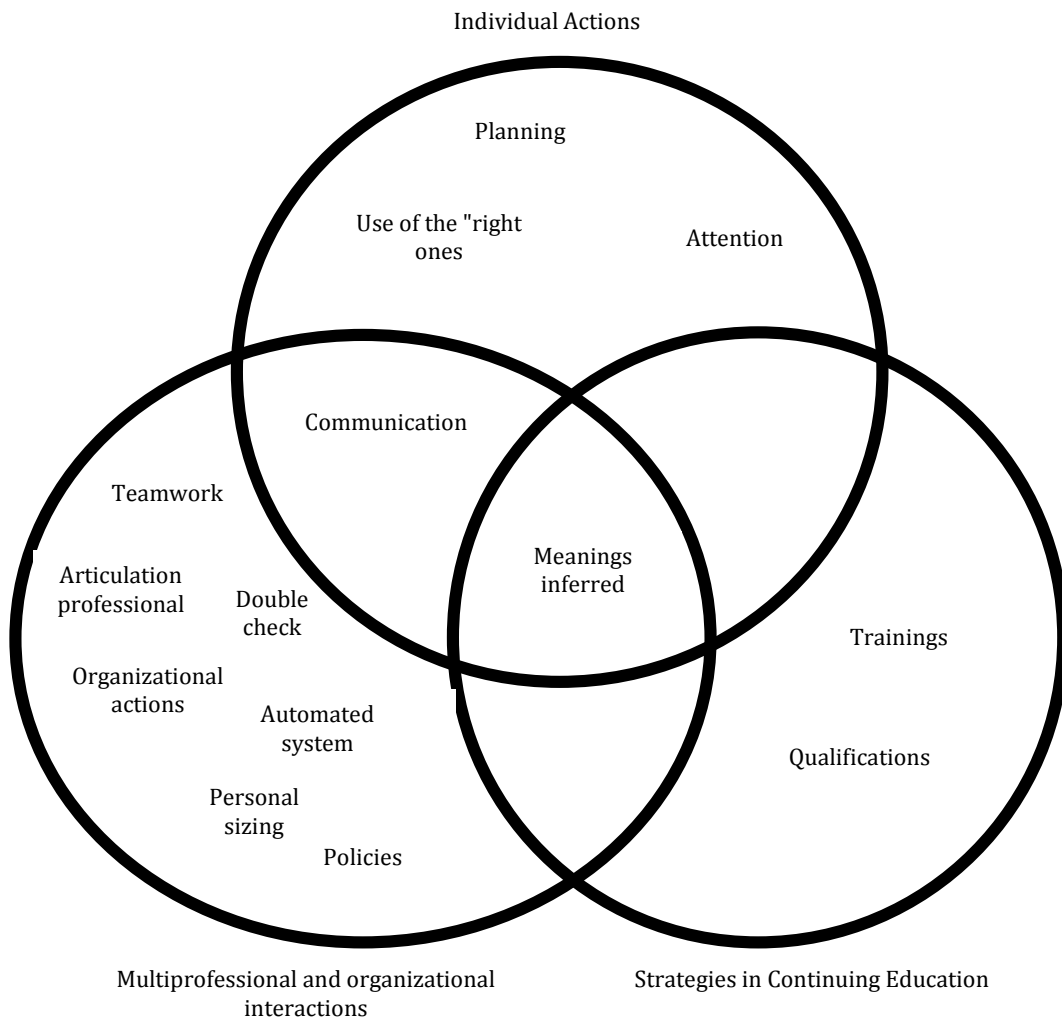 Individual Actions
Planning
Use of the "right
ones
Attention
Communication
Teamwork
Meanings
inferred
Articulation
professional
Double
check
Trainings
Organizational
actions
Automated
system
Qualifications
Personal
sizing
Policies
Multiprofessional and organizational
interactions
Strategies in Continuing Education